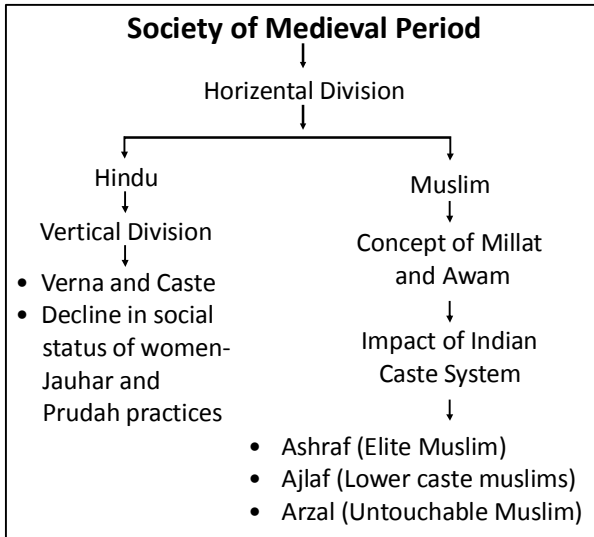 Society of Medieval Period
Horizental Division
Hindu
Vertical Division
• Verna and Caste
• Decline in social
status of women-
Jauhar and
Prudah practices
Muslim
Concept of Millat
and Awam
Impact of Indian
Caste System
• Ashraf (Elite Muslim)
• Ajlaf (Lower caste muslims)
• Arzal (Untouchable Muslim)